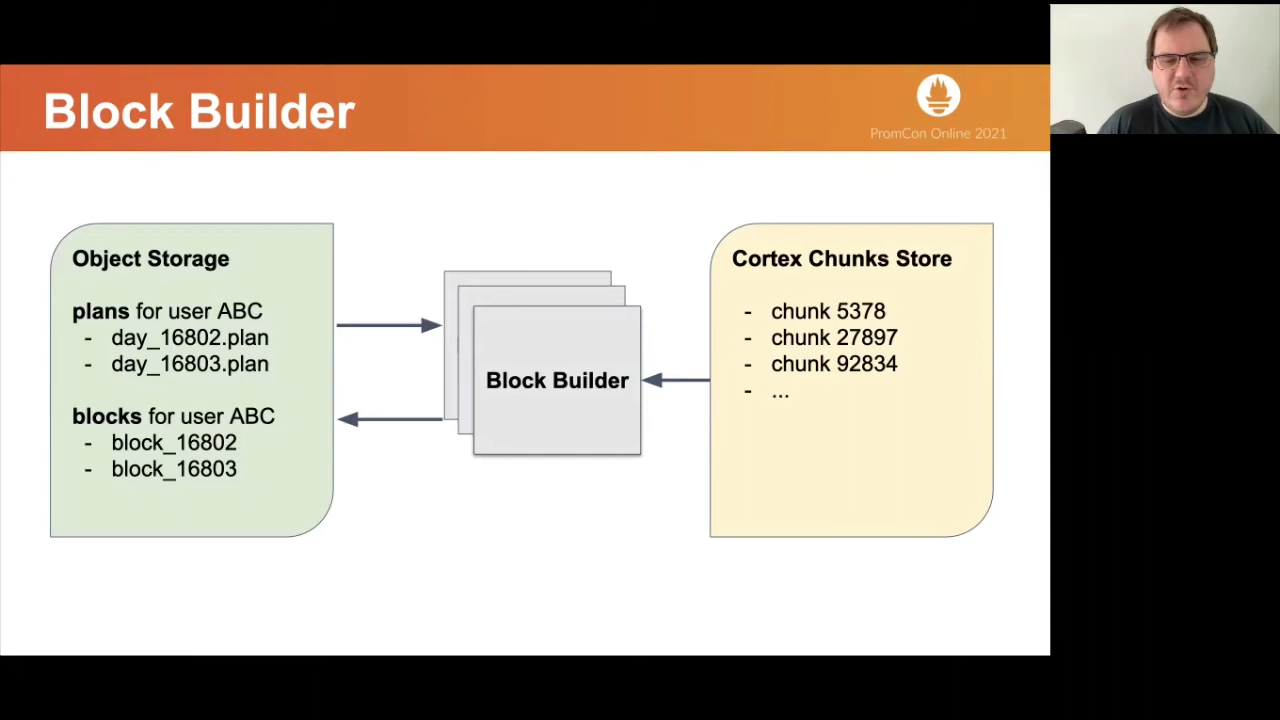 Block Builder
PromCon Online 2021
Object Storage
plans for user ABC
- day_16802.plan
- day_16803.plan
blocks for user ABC
- block_16802
- block_16803
Block Builder
Cortex Chunks Store
- chunk 5378
- chunk 27897
- chunk 92834
- ...